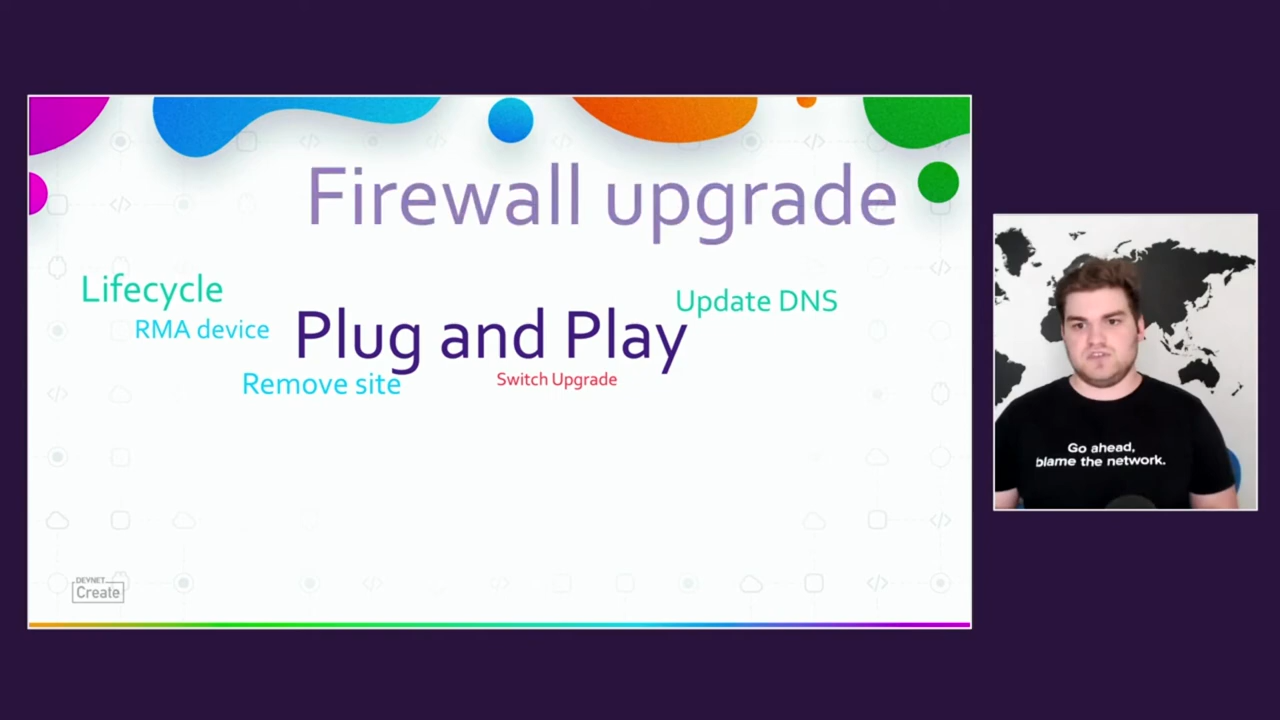 Firewall upgrade
Lifecycle
Update DNS
RMA device
Plug and Play
Remove site
Switch Upgrade
DEVNET
Create
Go ahead,
blame the network.